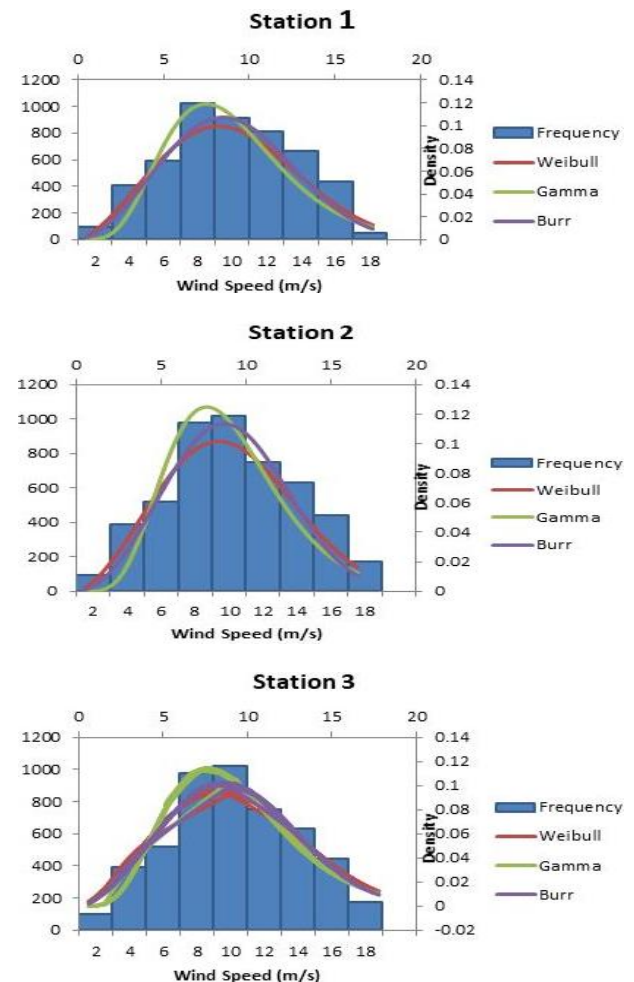 Station 1
0 5 10 15 20
1200 0.14
1000 0.12
800 0.1
600 0.08
400 0.06
200 0.04
0 0.02
0
Density
2 4 6 8 10 12 14 16 18
Wind Speed (m/s)
Frequency
Weibull
Gamma
Burr
Station 2
0 5 10 15 20
1200 0.14
1000 0.12
800 0.1
600 0.08
400 0.06
200 0.04
0 0.02
0
Density
2 4 6 8 10 12 14 16 18
Wind Speed (m/s)
Frequency
Weibull
Gamma
Burr
Station 3
0 5 10 15 20
1200 0.14
1000 0.12
800 0.1
600 0.08
400 0.06
200 0.04
0 0.02
0
-0.02
Density
2 4 6 8 10 12 14 16 18
Wind Speed (m/s)
Frequency
Weibull
Gamma
Burr